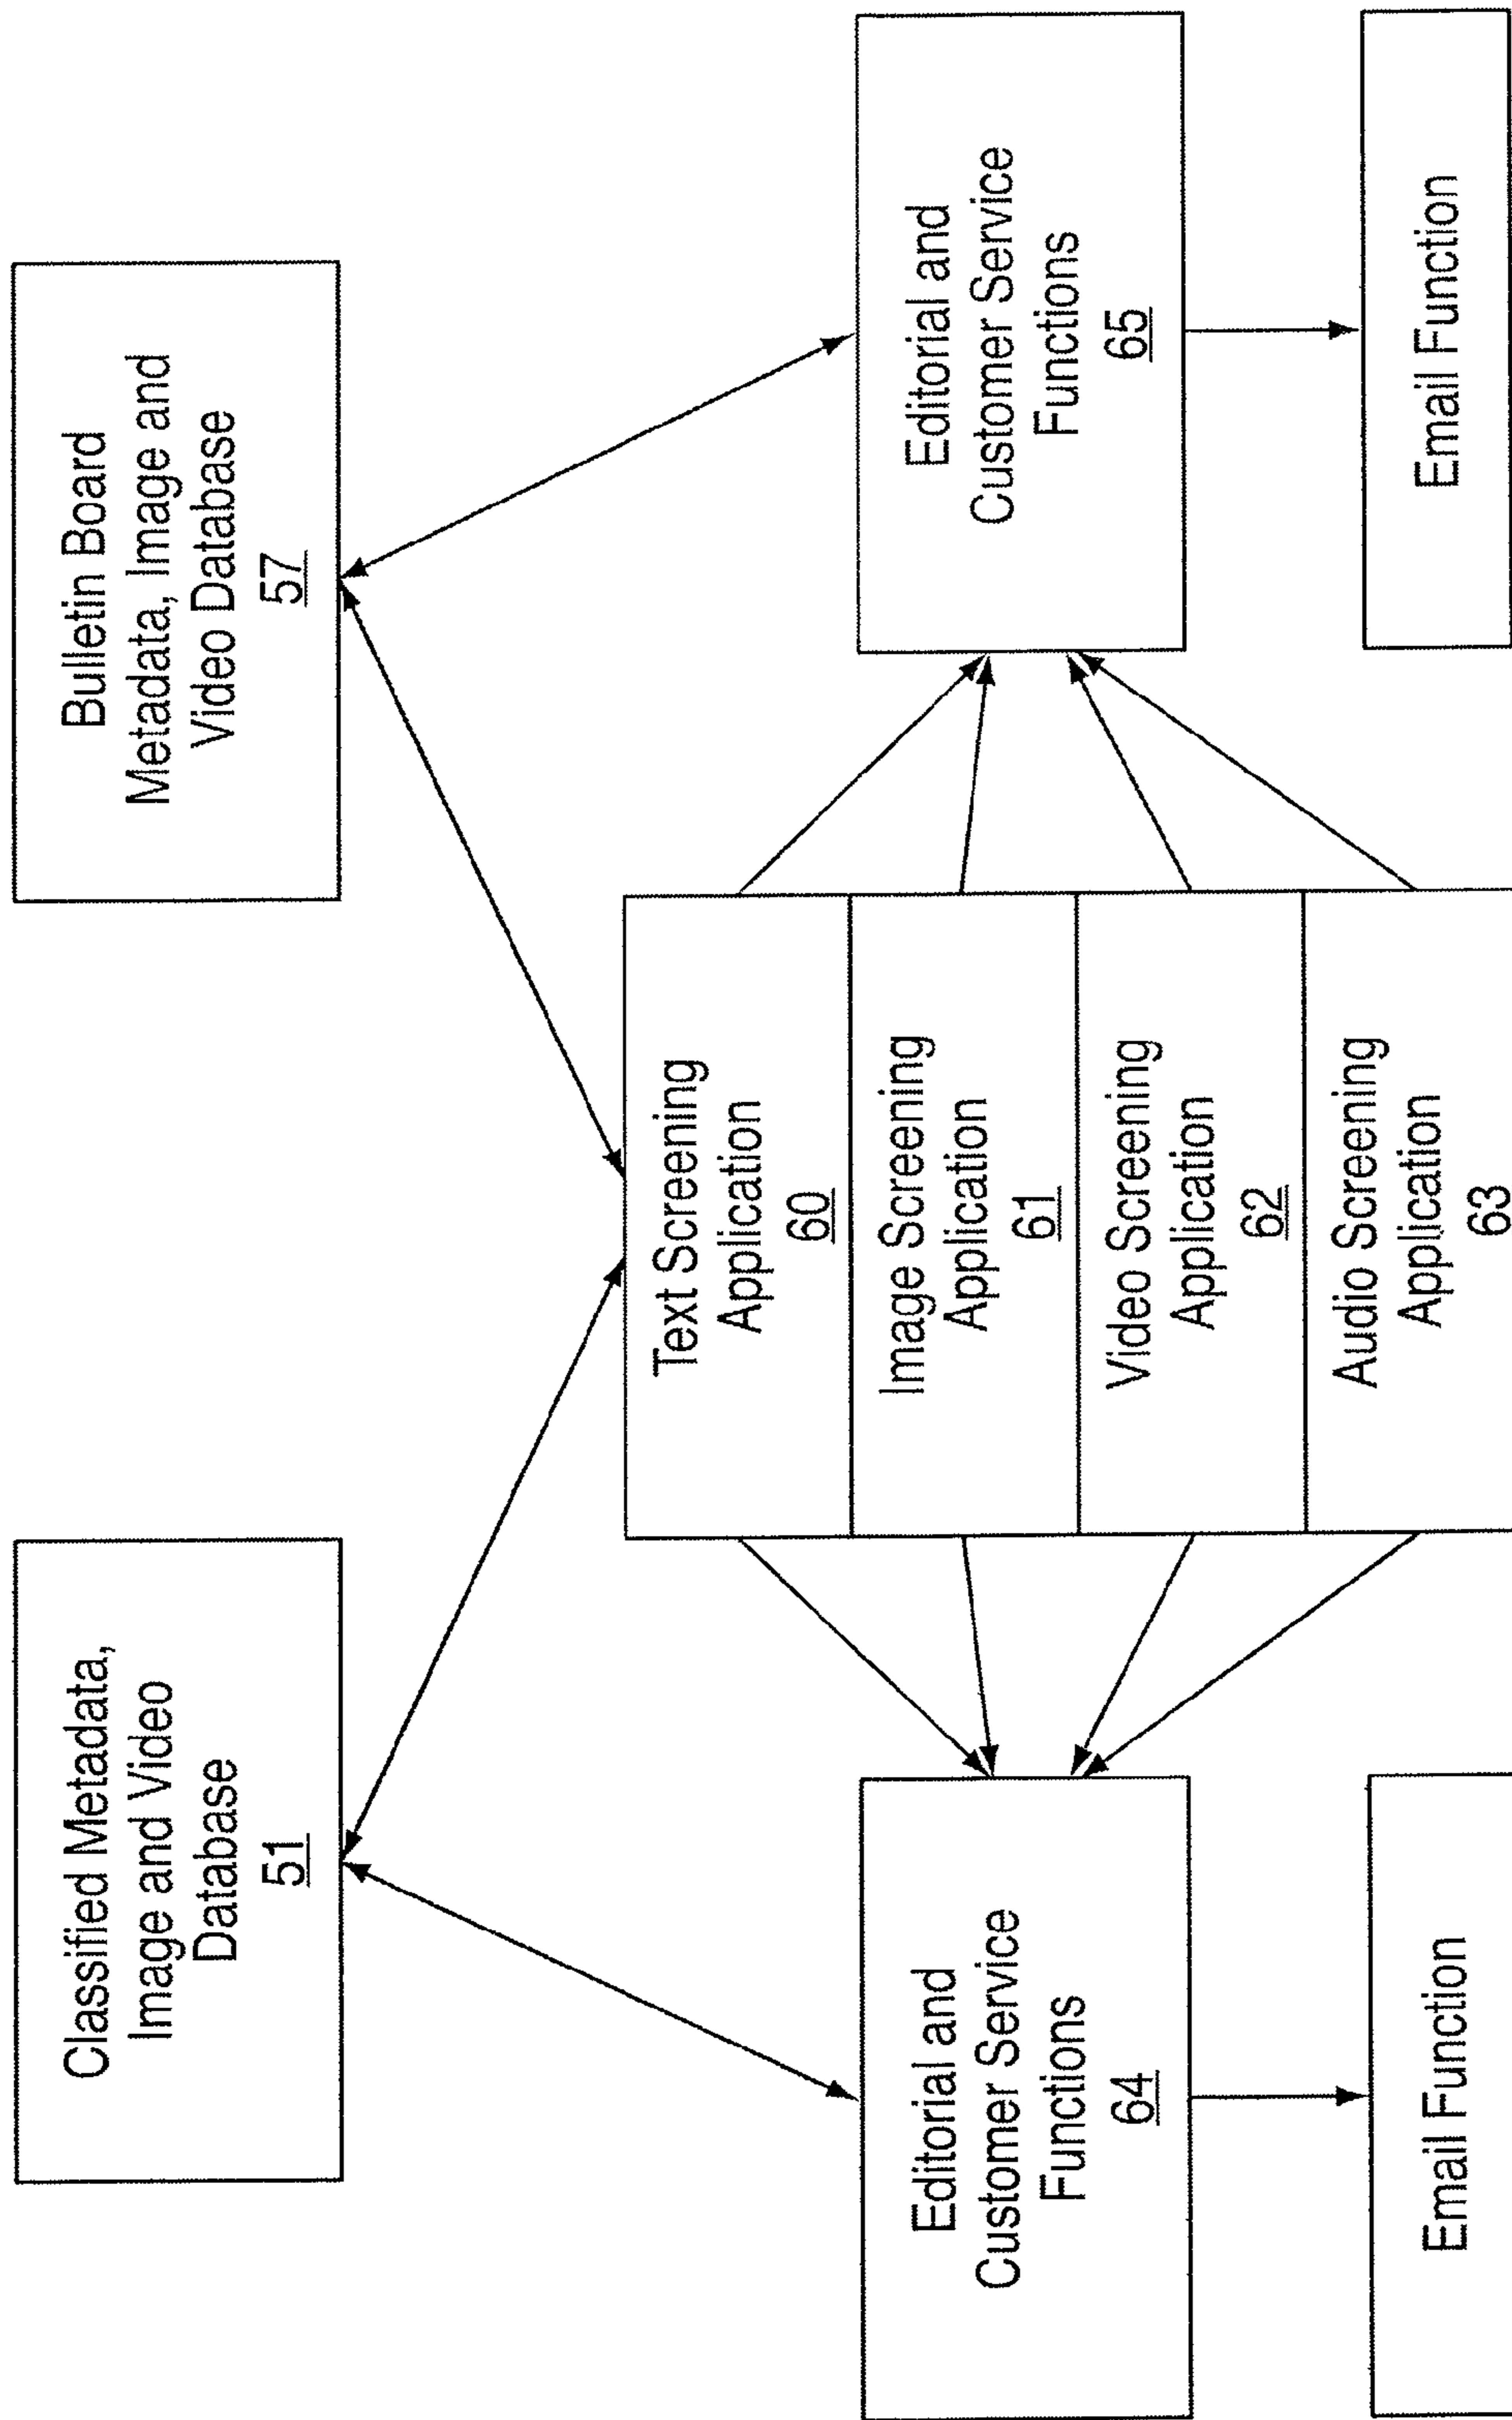 Classified Metadata,
Image and Video
Database
51
Bulletin Board
Metadata, Image and
Video Database
57
Text Screening
Application
60
Image Screening
Application
61
Video Screening
Application
62
Audio Screening
Application
63
Editorial and
Customer Service
Functions
64
Editorial and
Customer Service
Functions
65
Email Function
Email Function